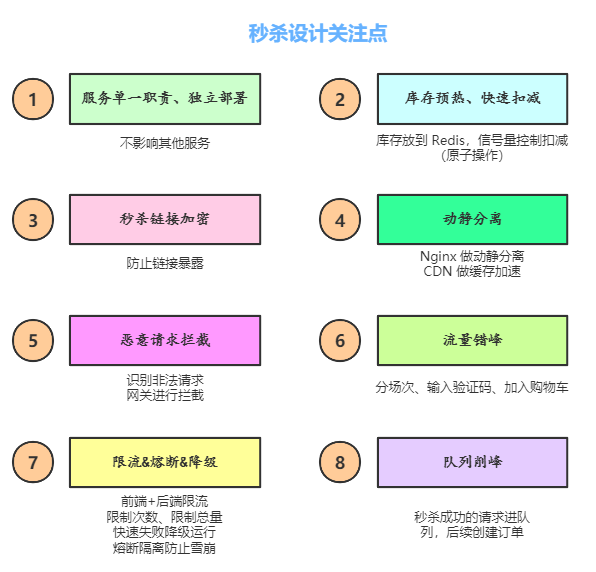 秒杀设计关注点
1
服务单一职责、独立部署
不影响其他服务
2
库存预热、快速扣减
库存放到 Redis，信号量控制扣减
（原子操作）
3
秒杀链接加密
防止链接暴露
4
动静分离
Nginx 做动静分离
CDN 做缓存加速
5
恶意请求拦截
识别非法请求
网关进行拦截
6
流量错峰
分场次、输入验证码、加入购物车
7
限流&熔断&降级
前端+后端限流
限制次数、限制总量
快速失败降级运行
熔断隔离防止雪崩
8
队列削峰
秒杀成功的请求进队
列，后续创建订单